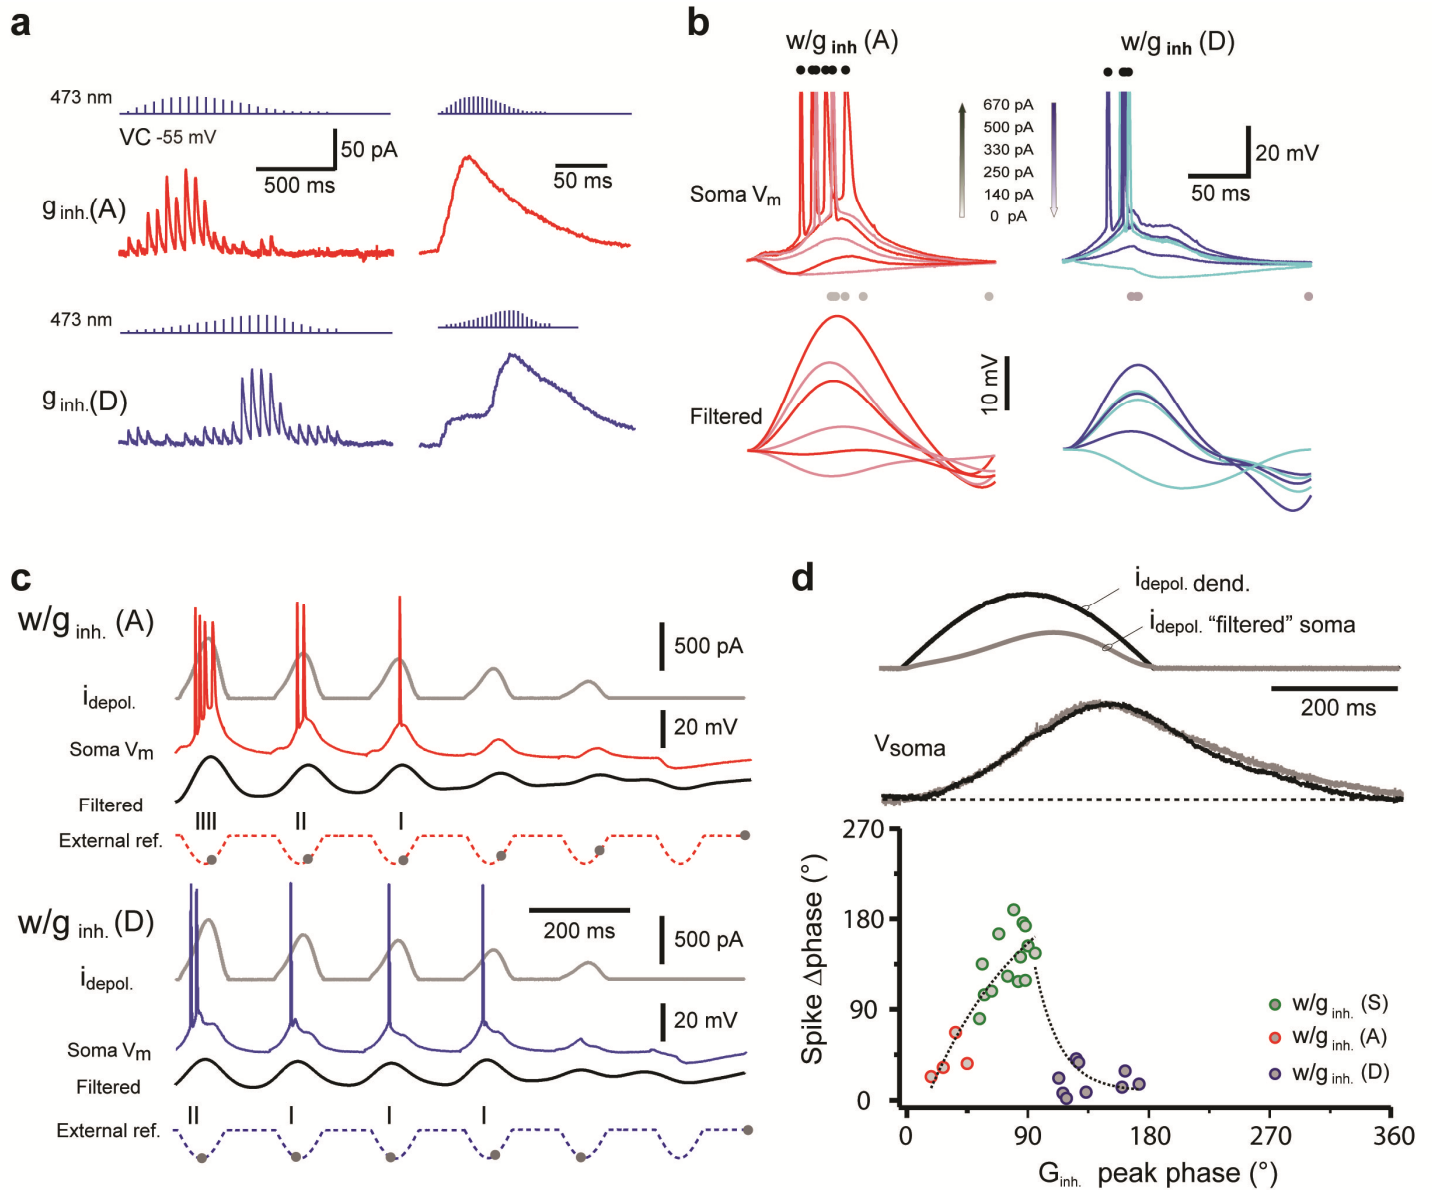 a
473 nm
VC -55 mV
50 pA
500 ms
50 ms
g inh.(A)
473 nm
g inh.(D)
b
w/g inh (A)
w/g inh (D)
670 pA
500 pA
330 pA
250 pA
140 pA
0 pA
20 mV
50 ms
Soma Vm
10 mV
Filtered
c
w/g inh. (A)
500 pA
idepol.
20 mV
Soma Vm
Filtered
External ref.
w/g inh. (D)
200 ms
500 pA
idepol.
20 mV
Soma Vm
Filtered
External ref.
d
idepol. dend.
idepol. “filtered” soma
200 ms
Vsoma
270
180
90
0
Spike Δphase (°)
w/g inh. (S)
w/g inh. (A)
w/g inh. (D)
0 90 180 270 360
Ginh. peak phase (°)